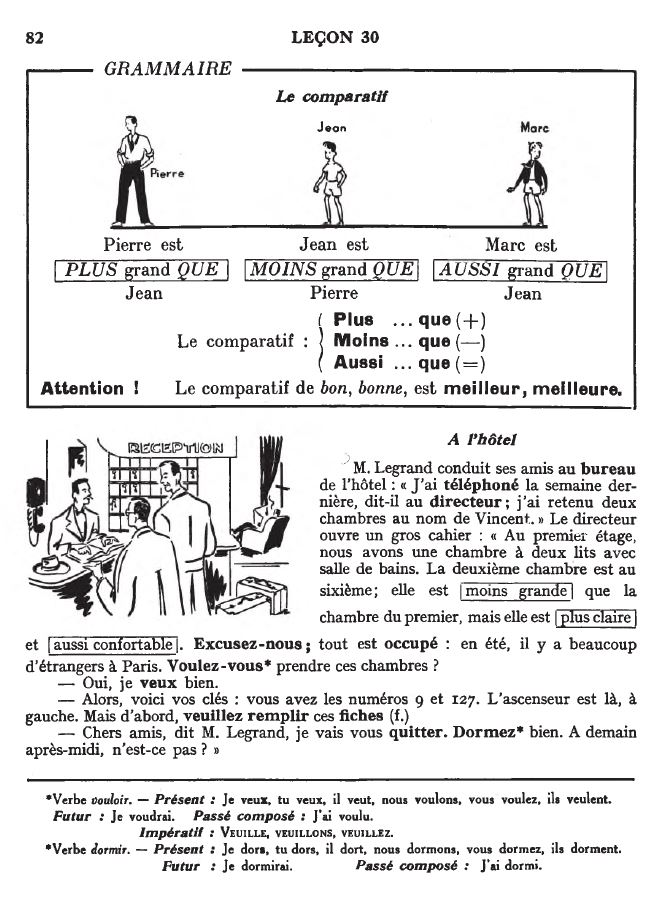 82
LEÇON 30
GRAMMAIRE
Le comparatif
Pierre
Jean
Marc
Pierre est
PLUS grand QUE
Jean
Jean est
MOINS grand QUE
Pierre
Marc est
AUSSI grand QUE
Jean
Le comparatif :
Plus ... que (+)
Moins ... que (—)
Aussi ... que (=)
Attention ! Le comparatif de bon, bonne, est meilleur, meilleure.
RECEPTION
A l'hôtel
M. Legrand conduit ses amis au bureau
de l'hôtel : « J'ai téléphoné la semaine der-
nière, dit-il au directeur ; j'ai retenu deux
chambres au nom de Vincent. » Le directeur
ouvre un gros cahier : « Au premier étage,
nous avons une chambre à deux lits avec
salle de bains. La deuxième chambre est au
sixième ; elle est moins grande que la
chambre du premier, mais elle est plus claire
et aussi confortable. Excusez-nous ; tout est occupé : en été, il y a beaucoup
d'étrangers à Paris. Voulez-vous* prendre ces chambres ?
— Oui, je veux bien.
— Alors, voici vos clés : vous avez les numéros 9 et 127. L'ascenseur est là, à
gauche. Mais d'abord, veuillez remplir ces fiches (f.)
— Chers amis, dit M. Legrand, je vais vous quitter. Dormez* bien. A demain
après-midi, n'est-ce pas ? »
*Verbe vouloir. — Présent : Je veux, tu veux, il veut, nous voulons, vous voulez, ils veulent.
Futur : Je voudrai. Passé composé : J'ai voulu.
Impératif : VEUILLE, VEUILLONS, VEUILLEZ.
*Verbe dormir. — Présent : Je dors, tu dors, il dort, nous dormons, vous dormez, ils dorment.
Futur : Je dormirai. Passé composé : J'ai dormi.